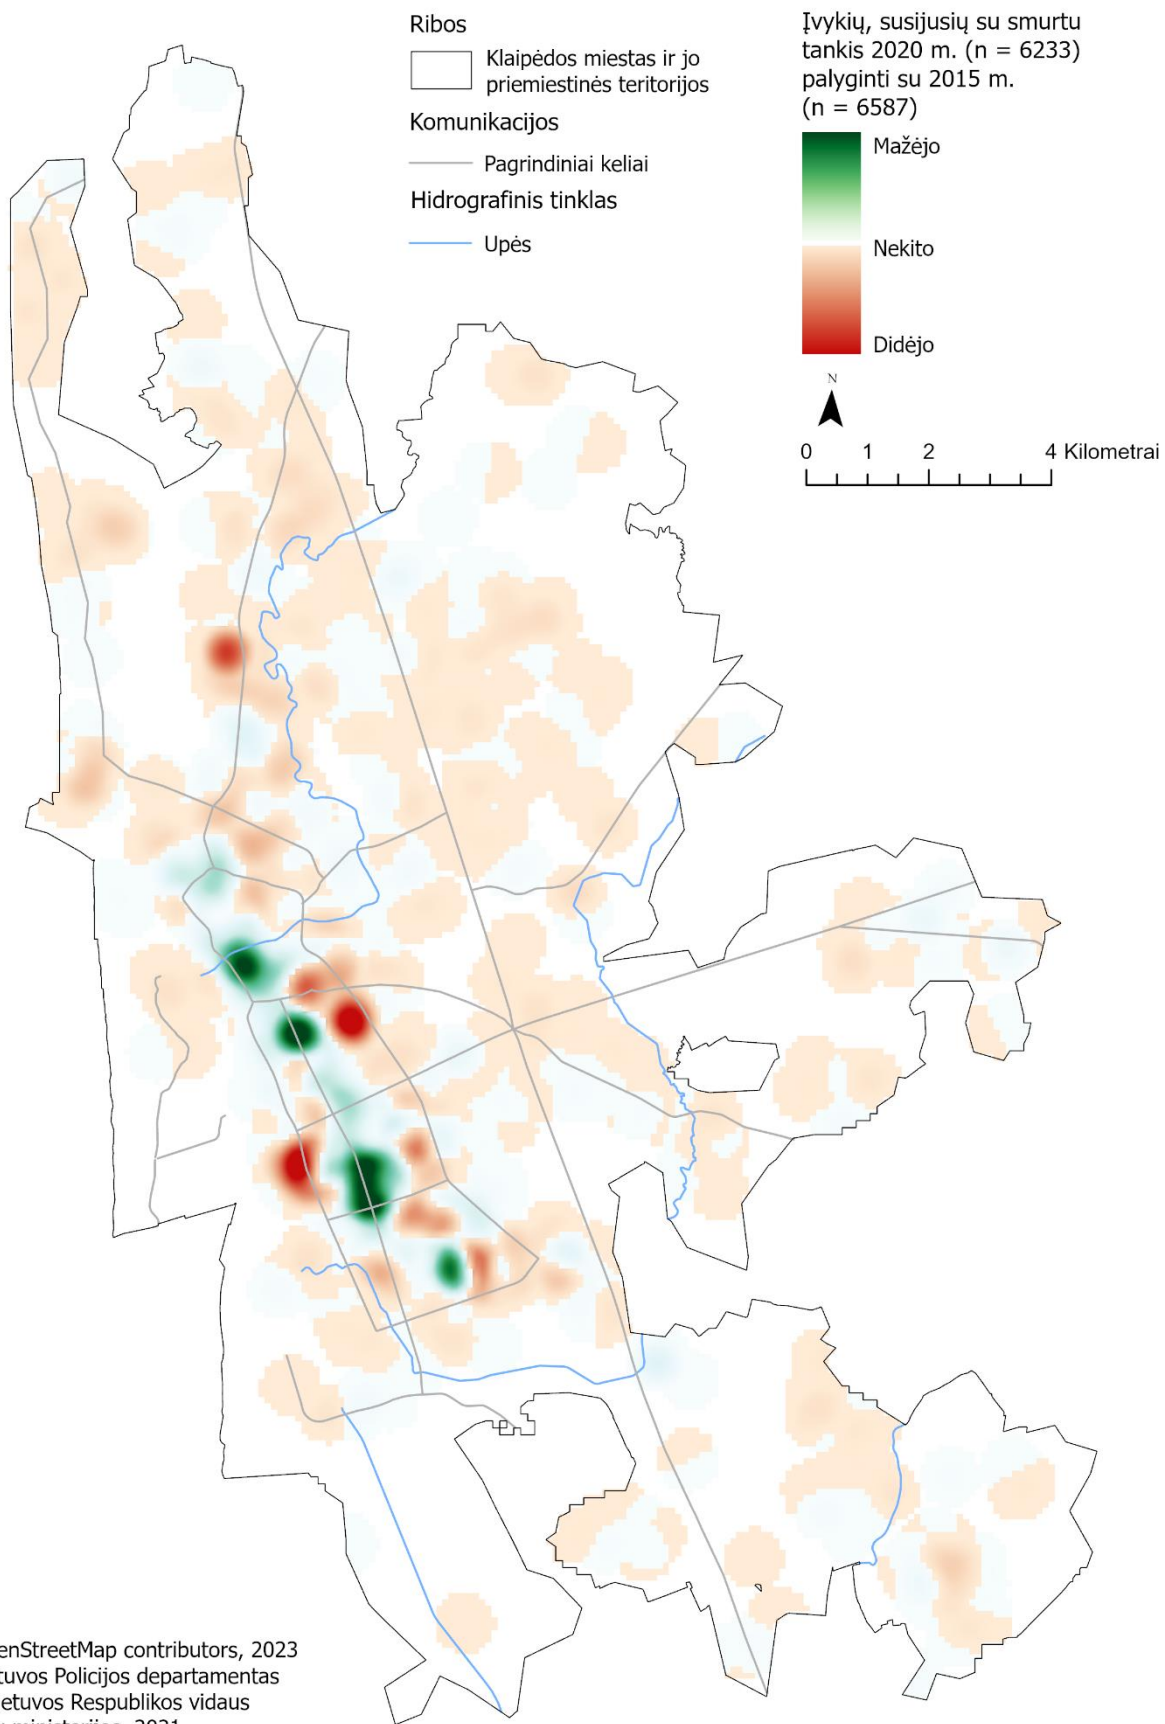 Ribos
Klaipėdos miestas ir jo
priemiestinės teritorijos
Komunikacijos
Pagrindiniai keliai
Hidrografinis tinklas
Upės
Įvykių, susijusių su smurtu
tankis 2020 m. (n = 6233)
palyginti su 2015 m.
(n = 6587)
Mažėjo
Nekito
Didėjo
N
0 1 2 4 Kilometrai
enStreetMap contributors, 2023
tuvos Policijos departamentas
ietuvos Respublikos vidaus